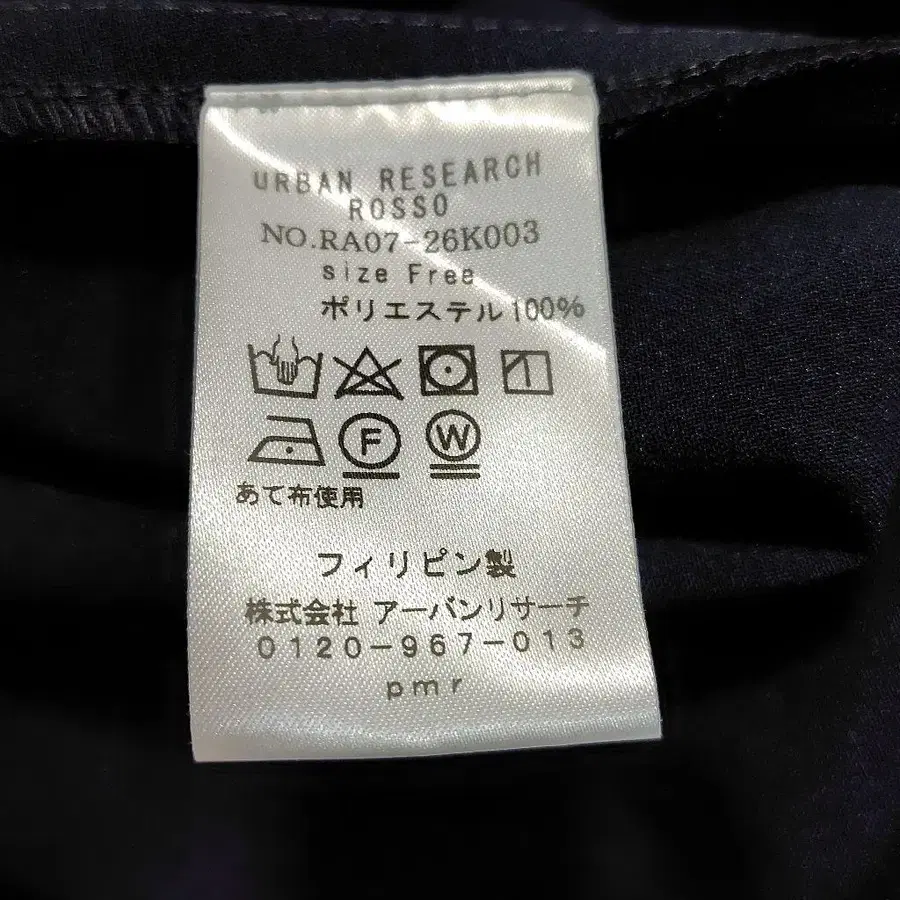 URBAN RESEARCH
ROSSO
NO.RA07-26K003
size Free
ポリエステル100%
F W
あて布使用
フィリピン製
株式会社 アーバンリサーチ
0120-967-013
pmr